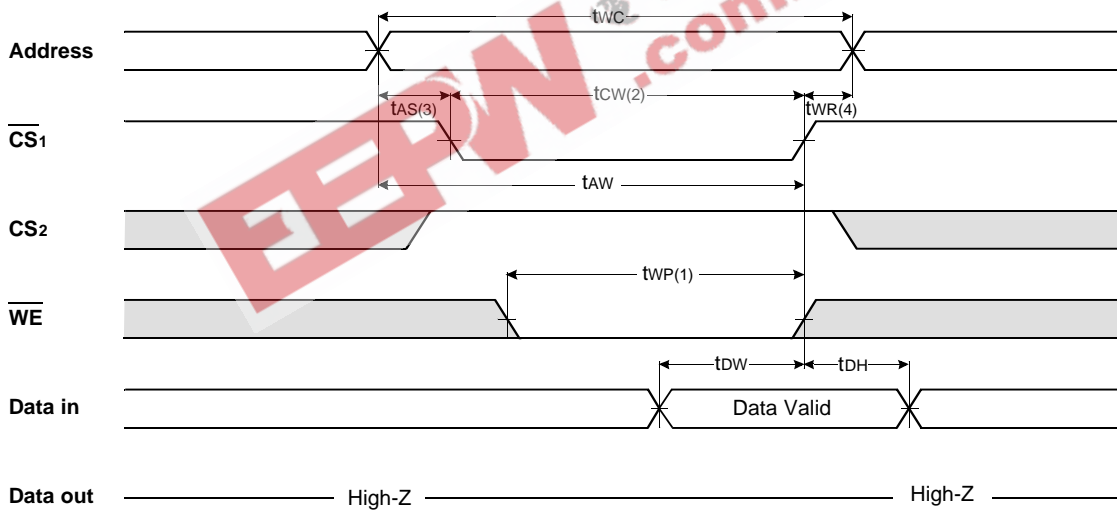 tWC
Address
tAS(3) tCW(2) tWR(4)
CS1
tAW
CS2
tWP(1)
WE
tDW tDH
Data in Data Valid
Data out High-Z High-Z
EEPW .com